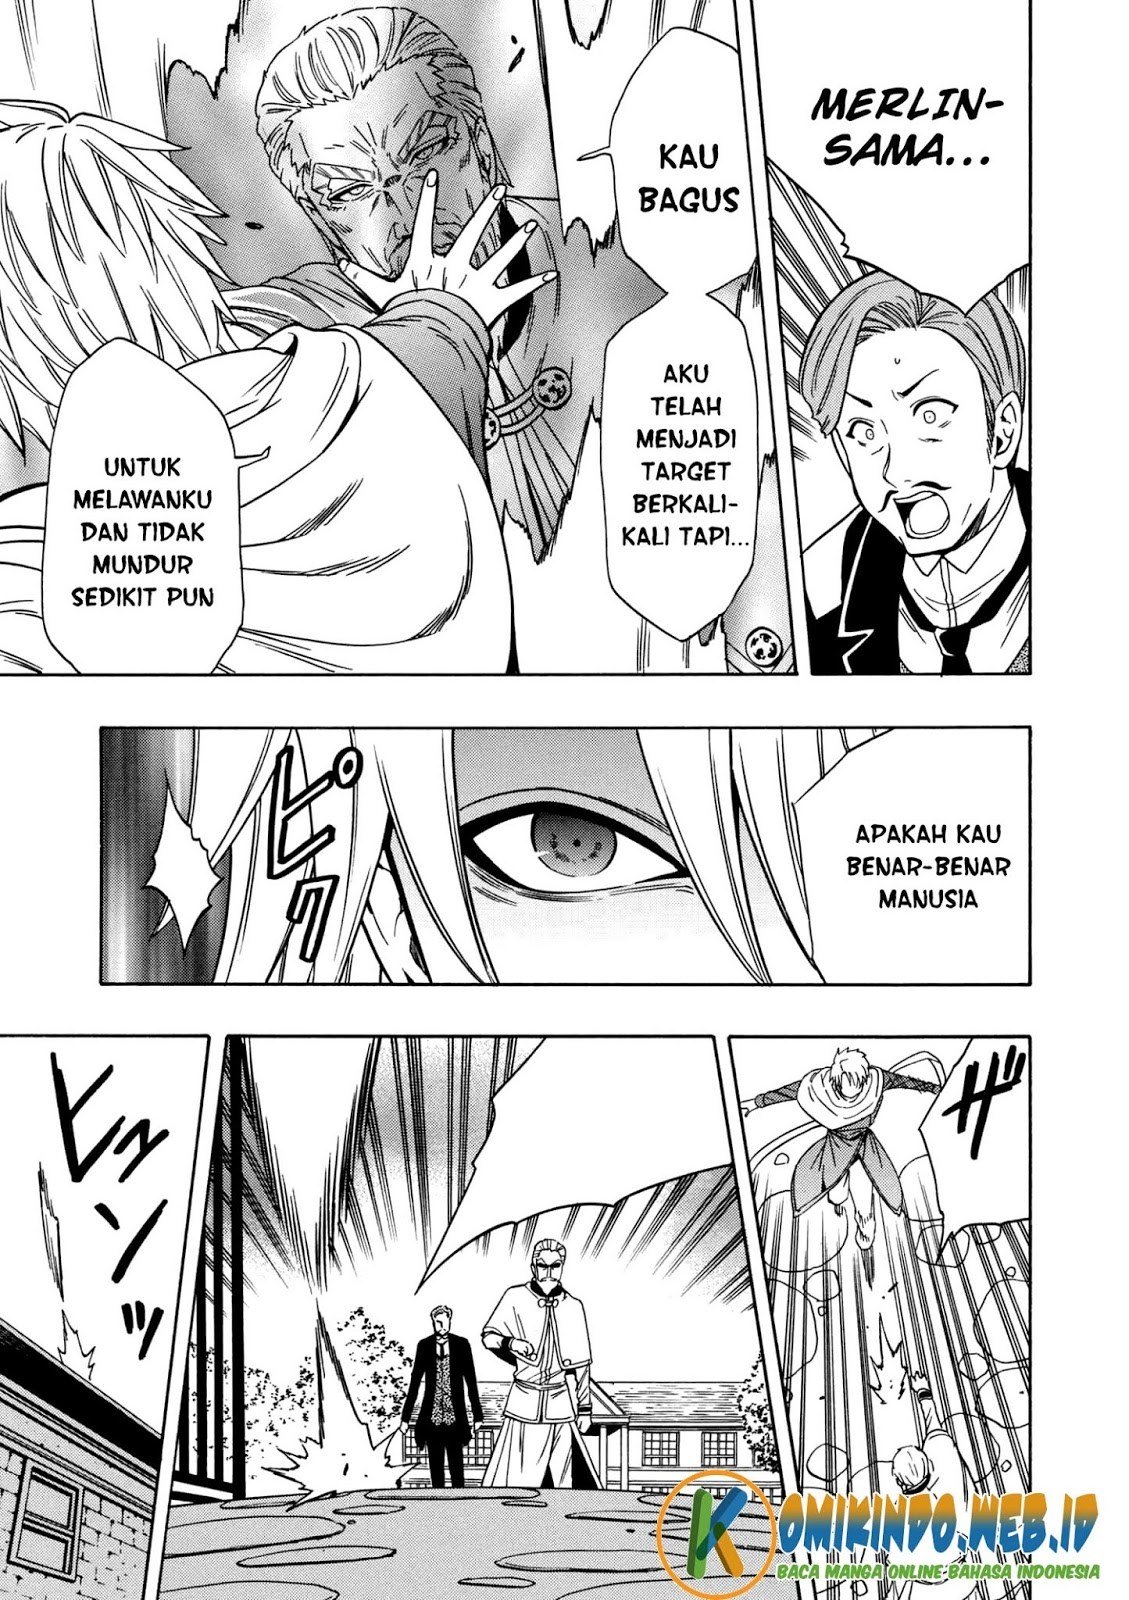 MERLIN-
SAMA...
KAU
BAGUS
AKU
TELAH
MENJADI
TARGET
BERKALI-
KALI TAPI...
UNTUK
MELAWANKU
DAN TIDAK
MUNDUR
SEDIKIT PUN
APAKAH KAU
BENAR-BENAR
MANUSIA
ピク
ザッ
ヒュンッ
KOMIKINDO.WEB.ID
BACA MANGA ONLINE BAHASA INDONESIA